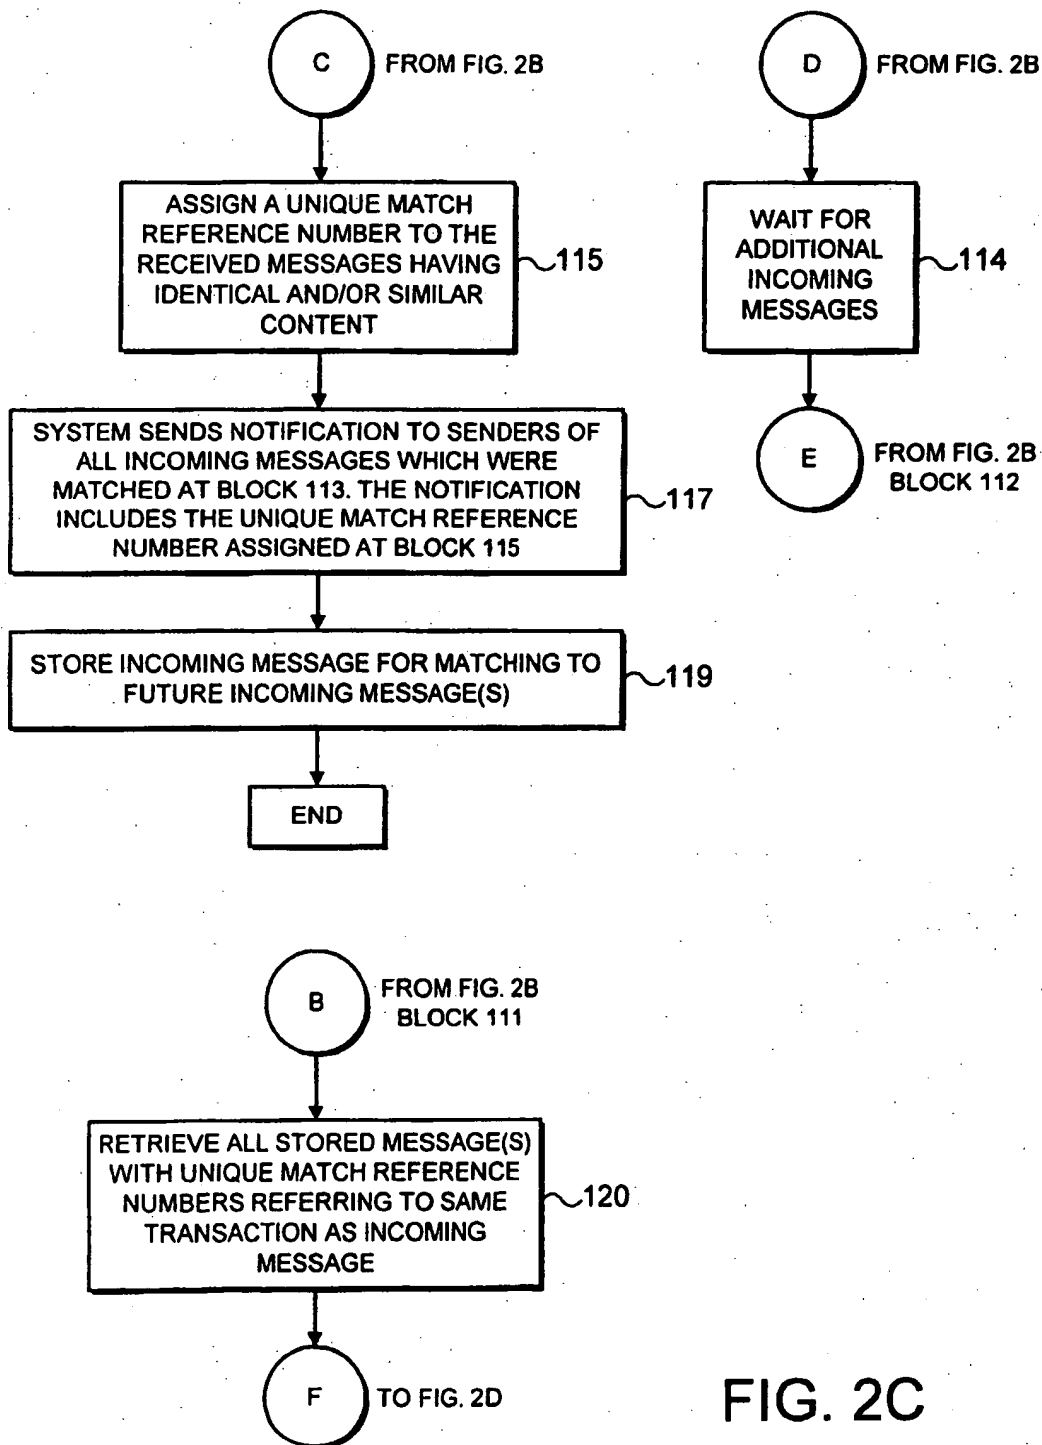 C
FROM FIG. 2B
ASSIGN A UNIQUE MATCH
REFERENCE NUMBER TO THE
RECEIVED MESSAGES HAVING
IDENTICAL AND/OR SIMILAR
CONTENT
115
SYSTEM SENDS NOTIFICATION TO SENDERS OF
ALL INCOMING MESSAGES WHICH WERE
MATCHED AT BLOCK 113. THE NOTIFICATION
INCLUDES THE UNIQUE MATCH REFERENCE
NUMBER ASSIGNED AT BLOCK 115
117
STORE INCOMING MESSAGE FOR MATCHING TO
FUTURE INCOMING MESSAGE(S)
119
END
D
FROM FIG. 2B
WAIT FOR
ADDITIONAL
INCOMING
MESSAGES
114
E
FROM FIG. 2B
BLOCK 112
B
FROM FIG. 2B
BLOCK 111
RETRIEVE ALL STORED MESSAGE(S)
WITH UNIQUE MATCH REFERENCE
NUMBERS REFERRING TO SAME
TRANSACTION AS INCOMING
MESSAGE
120
F
TO FIG. 2D
FIG. 2C